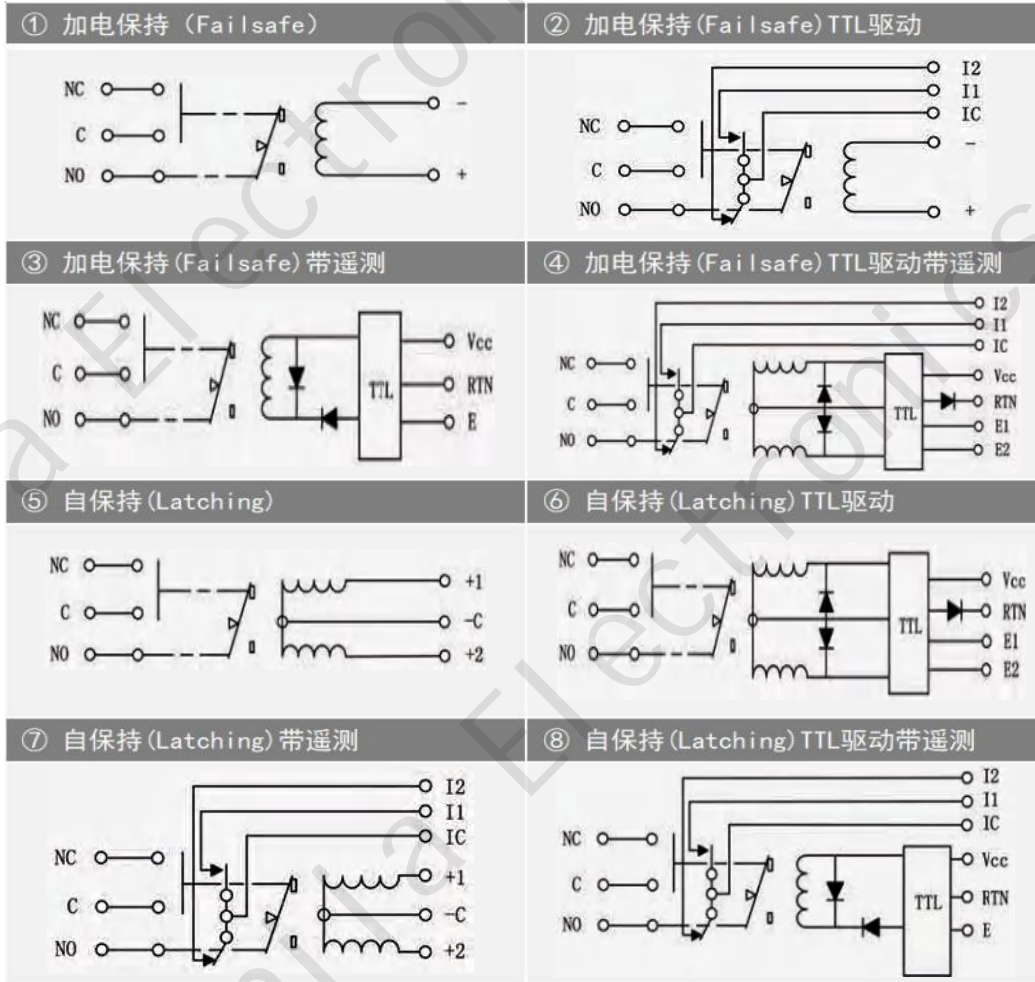 ① 加电保持 (Failsafe)
② 加电保持(Failsafe)TTL驱动
NC
C
NO
-
+
I2
I1
IC
NC
C
NO
-
+
③ 加电保持(Failsafe)带遥测
④ 加电保持(Failsafe)TTL驱动带遥测
NC
C
NO
TTL
Vcc
RTN
E
I2
I1
IC
NC
C
NO
TTL
Vcc
RTN
E1
E2
⑤ 自保持(Latching)
⑥ 自保持(Latching)TTL驱动
NC
C
NO
+1
-C
+2
NC
C
NO
TTL
Vcc
RTN
E1
E2
⑦ 自保持(Latching)带遥测
⑧ 自保持(Latching)TTL驱动带遥测
I2
I1
IC
NC
C
NO
+1
-C
+2
I2
I1
IC
NC
C
NO
TTL
Vcc
RTN
E